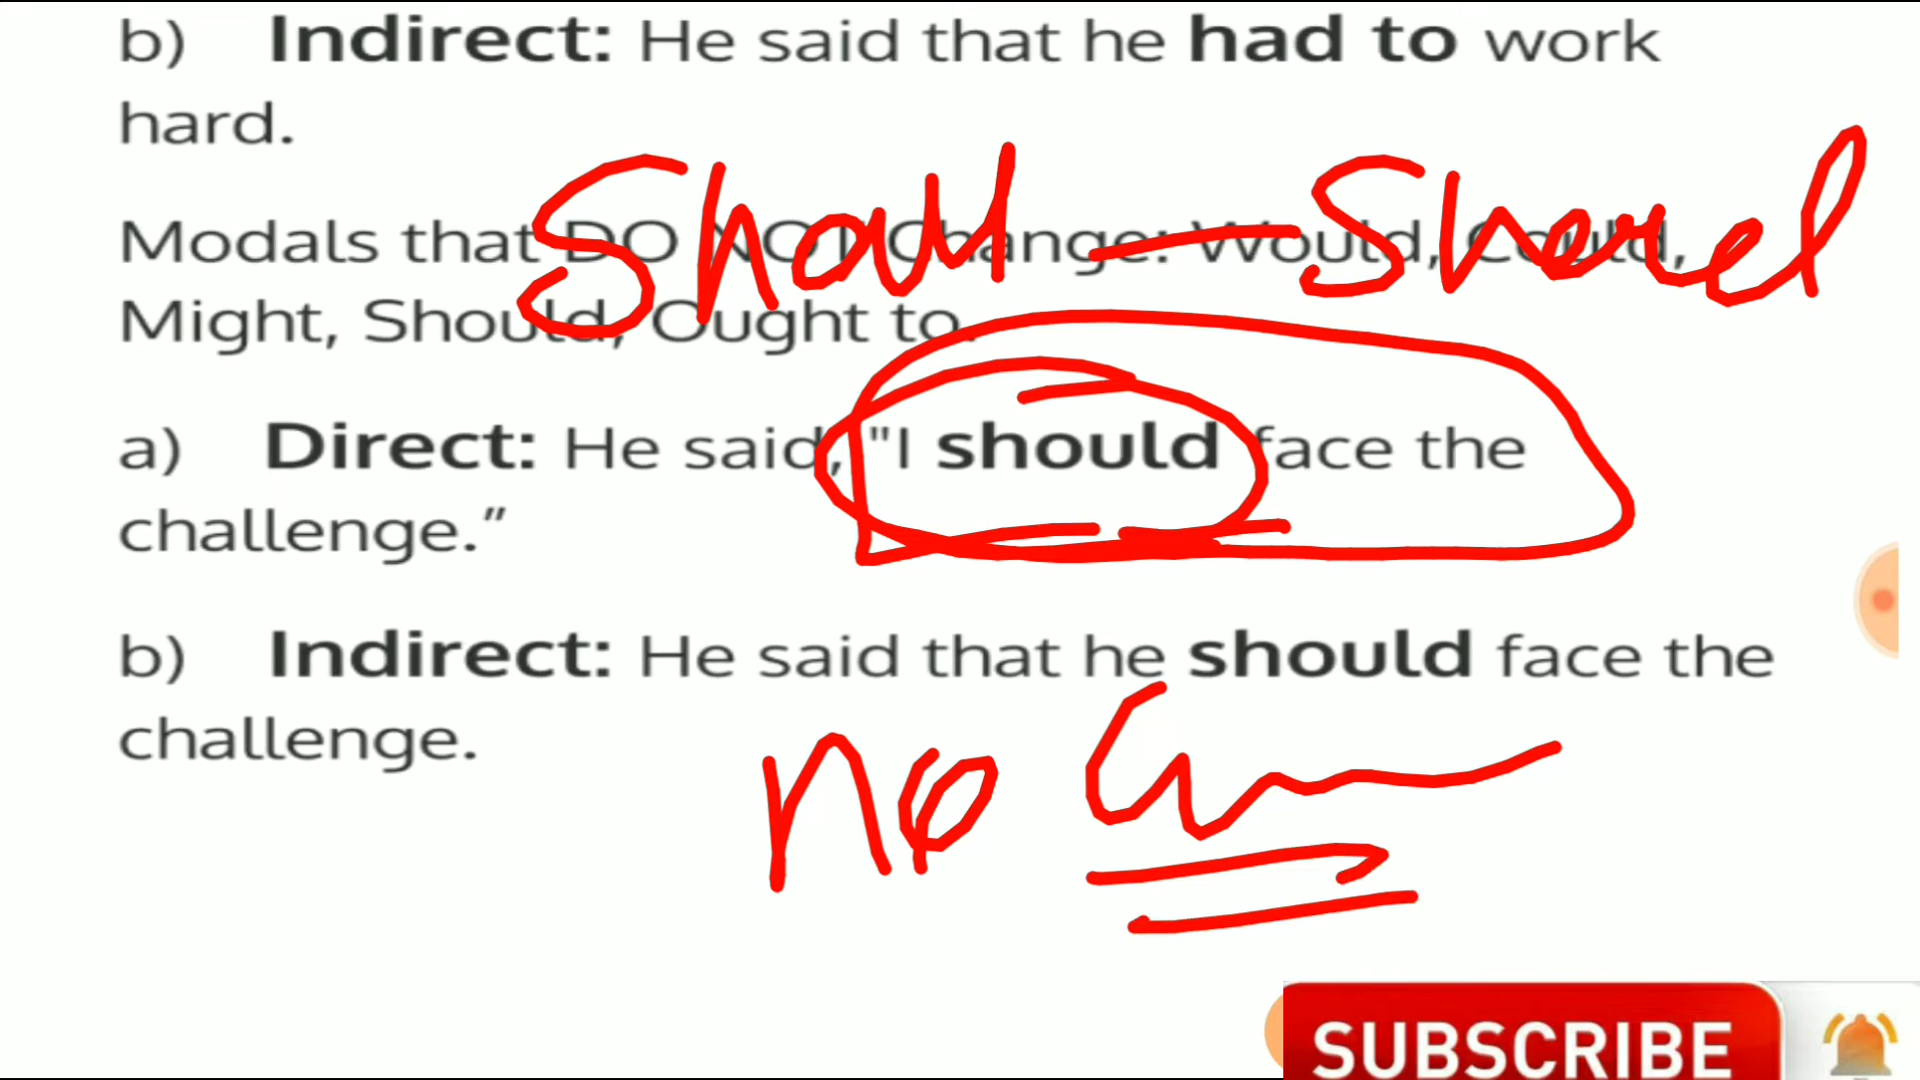 b) Indirect: He said that he had to work
hard.
Shall
Modals that DO NOT Change: Would, Could,
Might, Should, Ought to.
a) Direct: He said, "I should face the
challenge.”
b) Indirect: He said that he should face the
challenge.
no
SUBSCRIBE